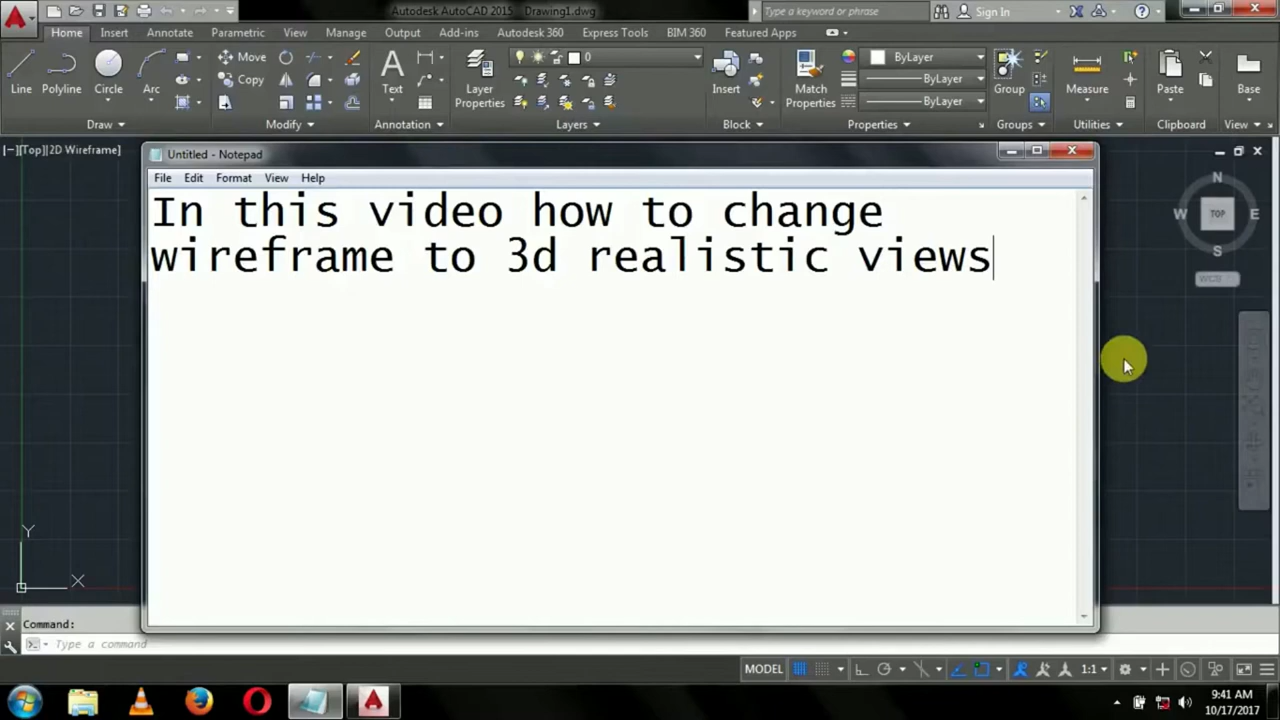 Autodesk AutoCAD 2015 Drawing1.dwg
Type a keyword or phrase
Sign In
Home Insert Annotate Parametric View Manage Output Add-ins Autodesk 360 Express Tools BIM 360 Featured Apps
Line Polyline Circle Arc
Move
Copy
Text
Layer Properties
0
Insert
Match Properties
ByLayer
ByLayer
ByLayer
Group
Measure
Paste
Base
Draw Modify Annotation Layers Block Properties Groups Utilities Clipboard View
[−][Top][2D Wireframe]
Untitled - Notepad
File Edit Format View Help
In this video how to change
wireframe to 3d realistic views
N
W TOP E
S
WCS
Y
X
Command:
Type a command
MODEL
1:1
9:41 AM
10/17/2017